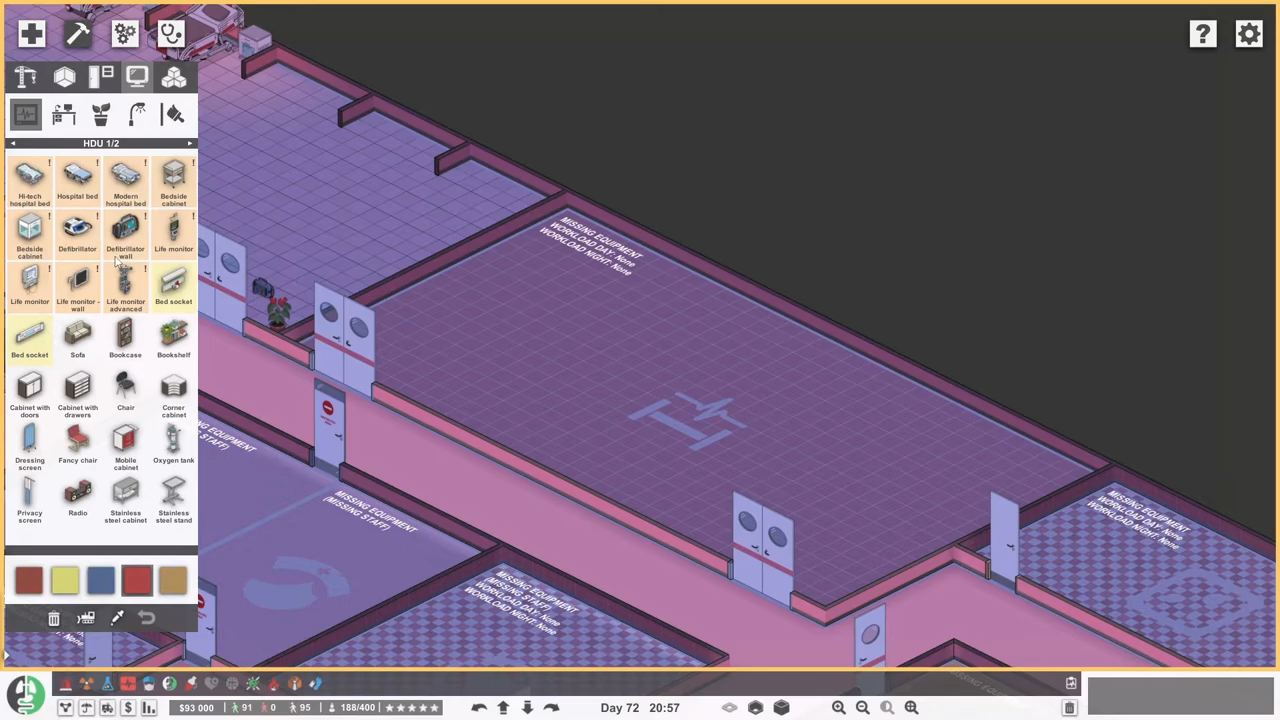 HDU 1/2
Hi-tech hospital bed
Hospital bed
Modern hospital bed
Bedside cabinet
Bedside cabinet
Defibrillator
Defibrillator wall
Life monitor
Life monitor
Life monitor - wall
Life monitor advanced
Bed socket
Bed socket
Sofa
Bookcase
Bookshelf
Cabinet with doors
Cabinet with drawers
Chair
Corner cabinet
Dressing screen
Fancy chair
Mobile cabinet
Oxygen tank
Privacy screen
Radio
Stainless steel cabinet
Stainless steel stand
MISSING EQUIPMENT
WORKLOAD DAY: None
WORKLOAD NIGHT: None
MISSING EQUIPMENT
WORKLOAD DAY: None
WORKLOAD NIGHT: None
EQUIPMENT
STAFF)
MISSING EQUIPMENT
(MISSING STAFF)
MISSING EQUIPMENT
(MISSING STAFF)
WORKLOAD DAY: None
WORKLOAD NIGHT: None
None
$93 000
91
0
95
188/400
Day 72 20:57